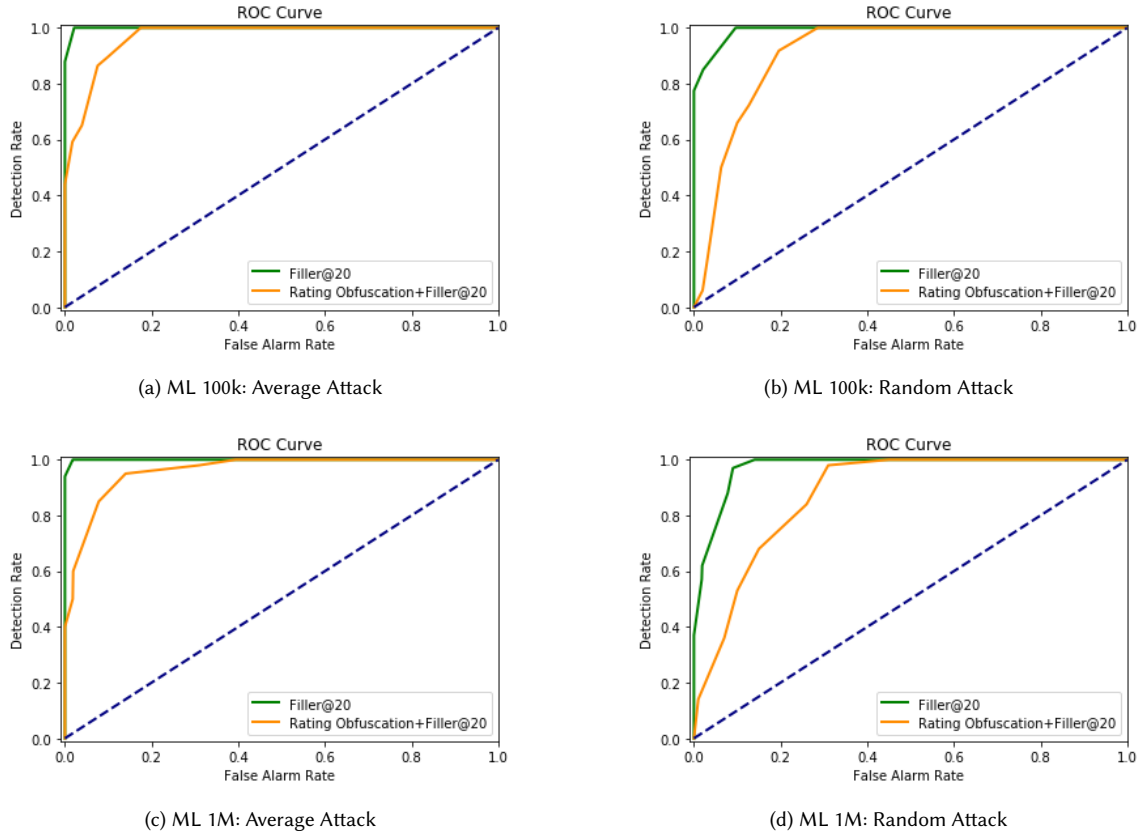 ROC Curve
1.0
0.8
0.6
0.4
0.2
0.0
Detection Rate
Filler@20
Rating Obfuscation+Filler@20
0.0 0.2 0.4 0.6 0.8 1.0
False Alarm Rate
(a) ML 100k: Average Attack
ROC Curve
1.0
0.8
0.6
0.4
0.2
0.0
Detection Rate
Filler@20
Rating Obfuscation+Filler@20
0.0 0.2 0.4 0.6 0.8 1.0
False Alarm Rate
(b) ML 100k: Random Attack
ROC Curve
1.0
0.8
0.6
0.4
0.2
0.0
Detection Rate
Filler@20
Rating Obfuscation+Filler@20
0.0 0.2 0.4 0.6 0.8 1.0
False Alarm Rate
(c) ML 1M: Average Attack
ROC Curve
1.0
0.8
0.6
0.4
0.2
0.0
Detection Rate
Filler@20
Rating Obfuscation+Filler@20
0.0 0.2 0.4 0.6 0.8 1.0
False Alarm Rate
(d) ML 1M: Random Attack